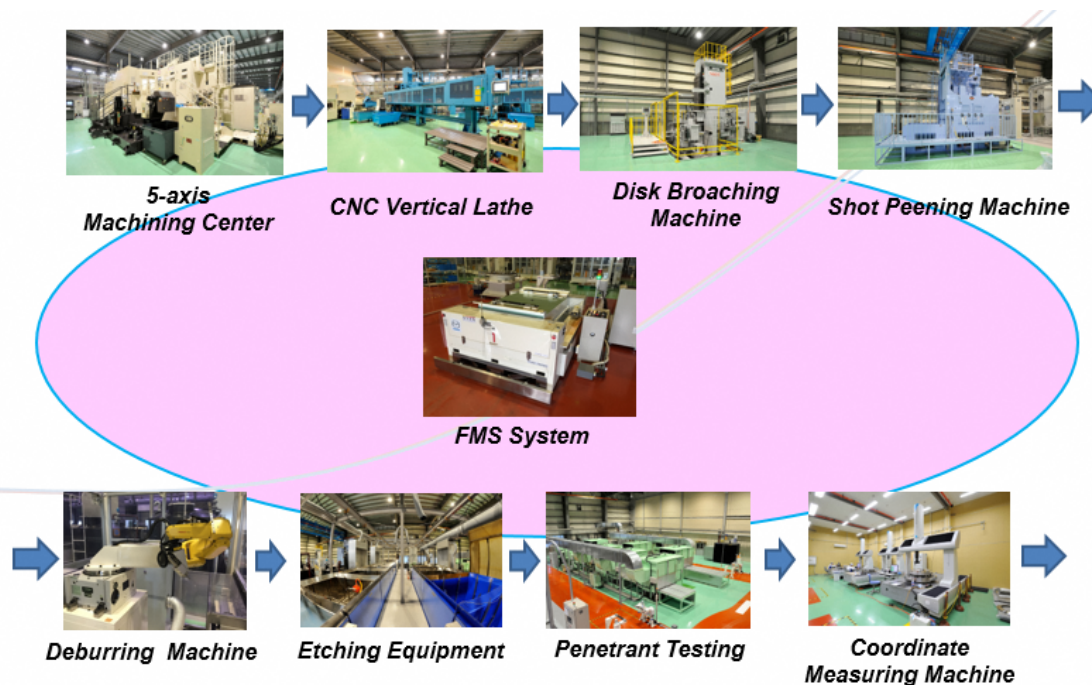 5-axis
Machining Center
CNC Vertical Lathe
Disk Broaching
Machine
Shot Peening Machine
FMS System
Deburring Machine
Etching Equipment
Penetrant Testing
Coordinate
Measuring Machine